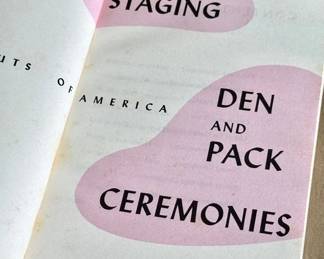 STAGING
UTS OF AMERICA
DEN
AND
PACK
CEREMONIES